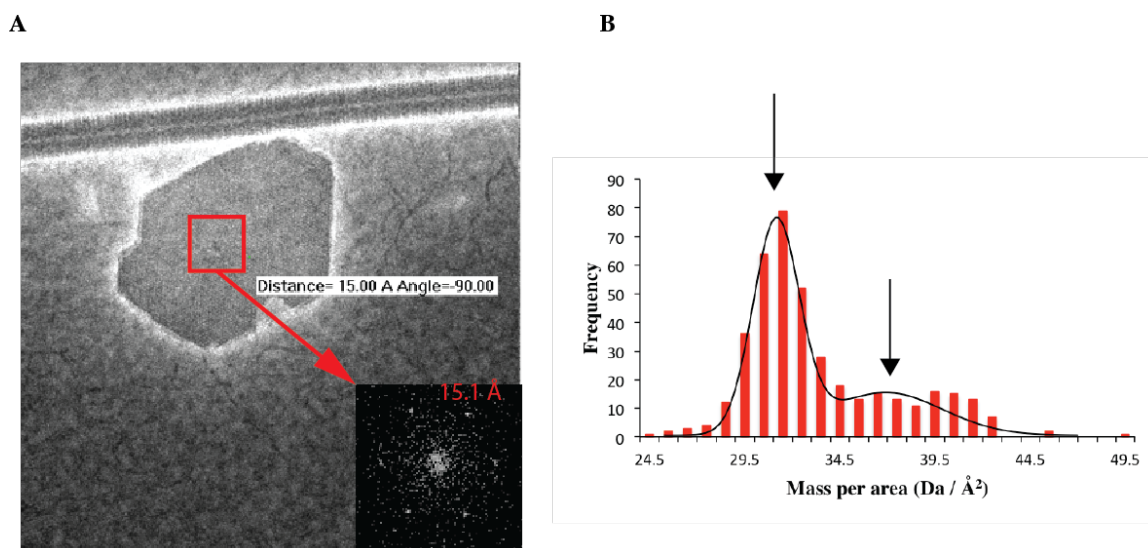 A
B
Distance= 15.00 A Angle=-90.00
15.1 Å
Frequency
90
80
70
60
50
40
30
20
10
0
24.5 29.5 34.5 39.5 44.5 49.5
Mass per area (Da / Å²)